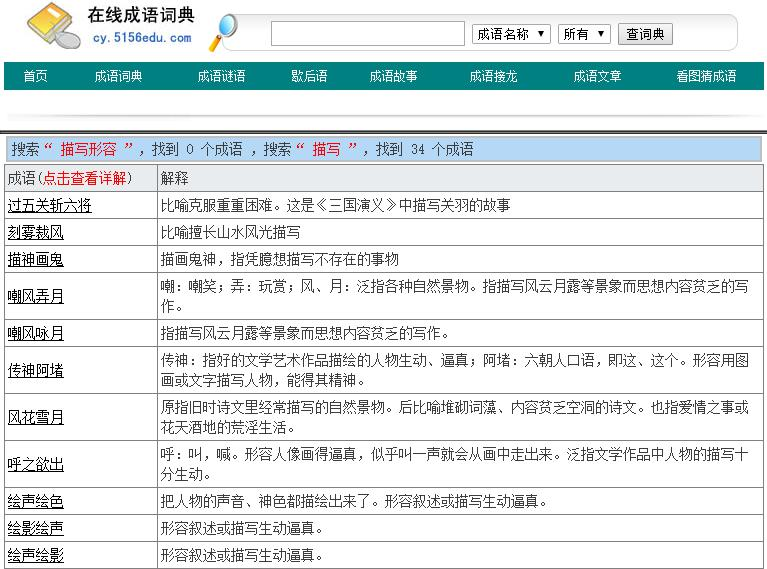 在线成语词典
cy.5156edu.com
成语名称 所有 查词典
首页 成语词典 成语谜语 歇后语 成语故事 成语接龙 成语文章 看图猜成语
搜索“ 描写形容 ”，找到 0 个成语 ，搜索“ 描写 ”，找到 34 个成语
成语(点击查看详解) 解释
过五关斩六将 比喻克服重重困难。这是《三国演义》中描写关羽的故事
刻雾裁风 比喻擅长山水风光描写
描神画鬼 描画鬼神，指凭臆想描写不存在的事物
嘲风弄月 嘲：嘲笑；弄：玩赏；风、月：泛指各种自然景物。指描写风云月露等景象而思想内容贫乏的写
作。
嘲风咏月 指描写风云月露等景象而思想内容贫乏的写作。
传神阿堵 传神：指好的文学艺术作品描绘的人物生动、逼真；阿堵：六朝人口语，即这、这个。形容用图
画或文字描写人物，能得其精神。
风花雪月 原指旧时诗文里经常描写的自然景物。后比喻堆砌词藻、内容贫乏空洞的诗文。也指爱情之事或
花天酒地的荒淫生活。
呼之欲出 呼：叫，喊。形容人像画得逼真，似乎叫一声就会从画中走出来。泛指文学作品中人物的描写十
分生动。
绘声绘色 把人物的声音、神色都描绘出来了。形容叙述或描写生动逼真。
绘影绘声 形容叙述或描写生动逼真。
绘声绘影 形容叙述或描写生动逼真。